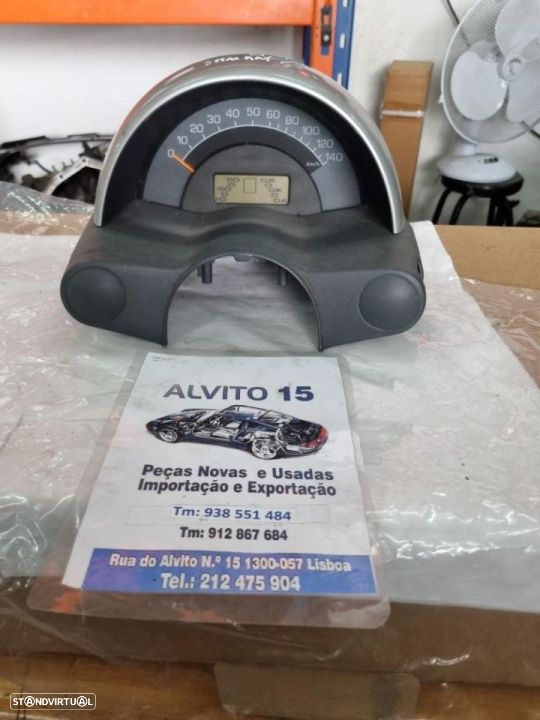 0 10 20 30 40 50 60 80 100 120 140
km/h
ALVITO 15
Peças Novas e Usadas
Importação e Exportação
Tm: 938 551 484
Tm: 912 867 684
Rua do Alvito N.º 15 1300-057 Lisboa
Tel.: 212 475 904
STANDVIRTUAL